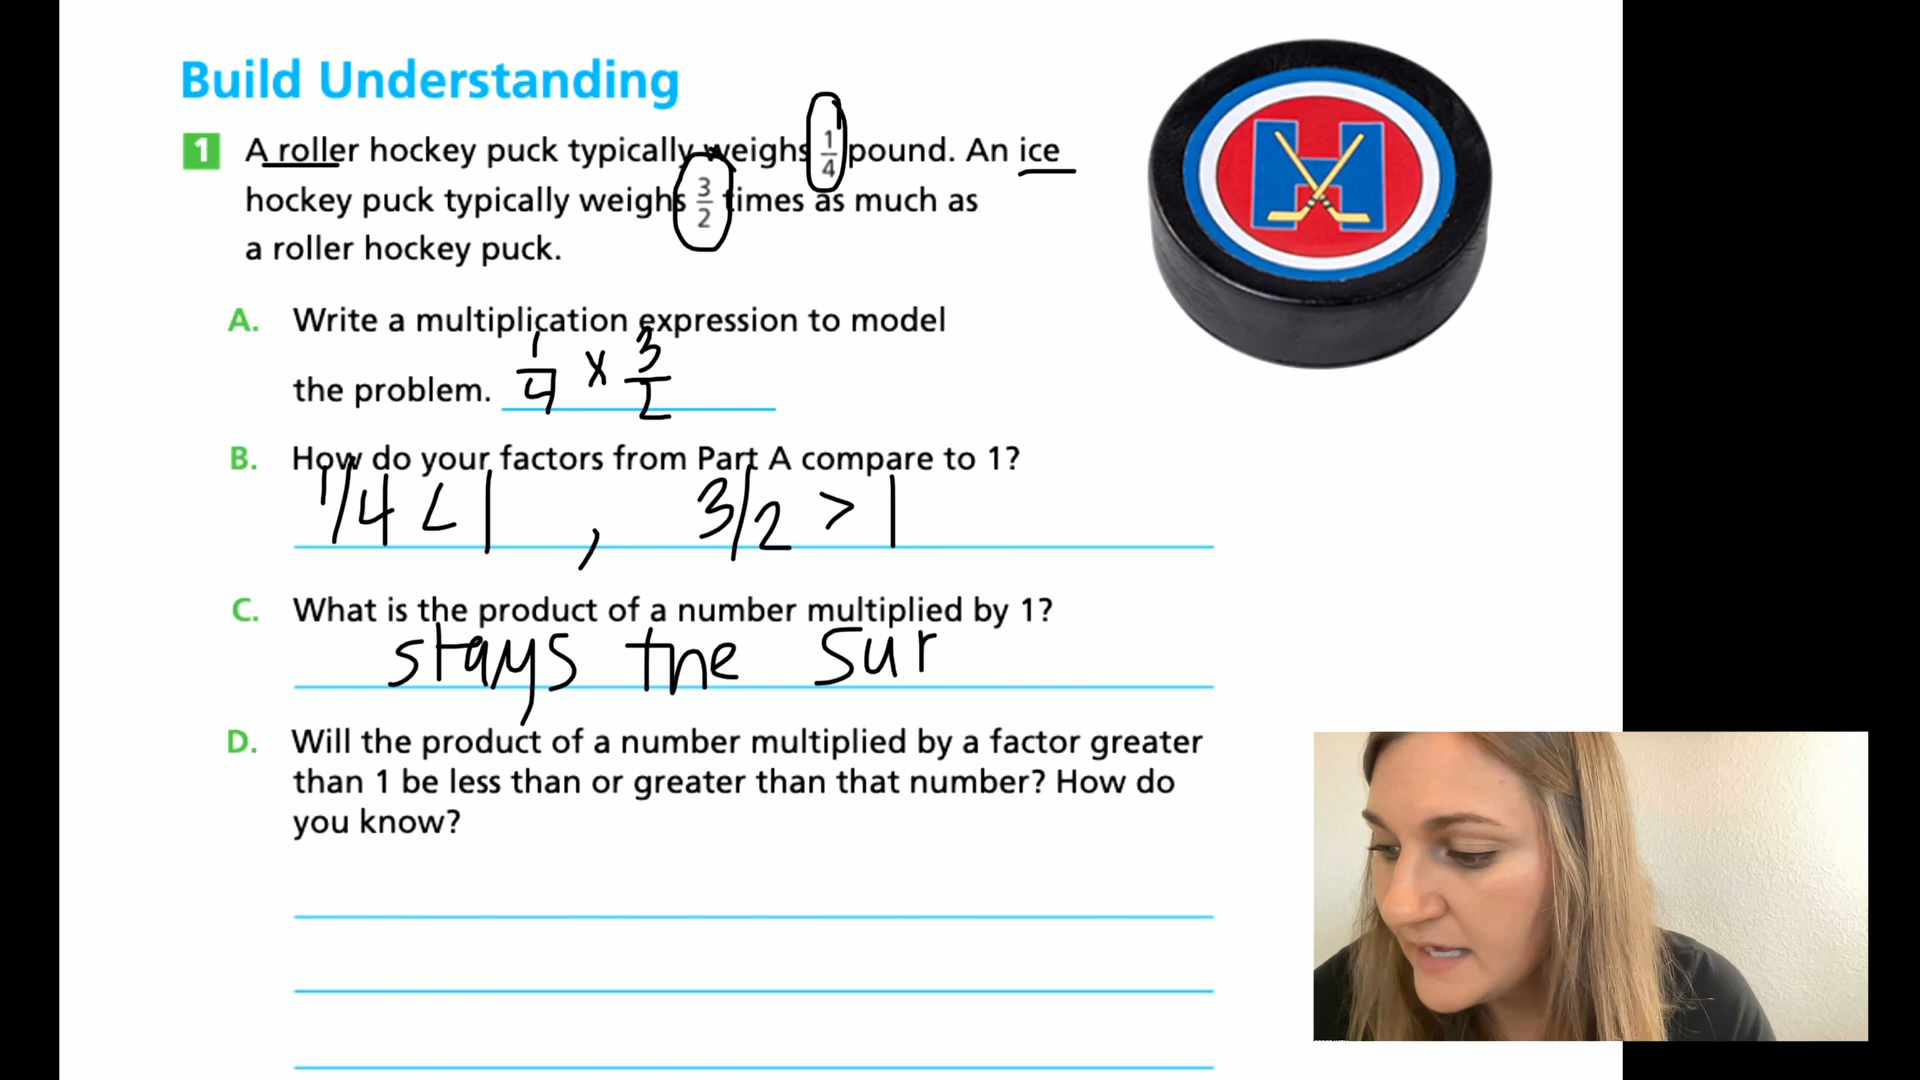 Build Understanding
1 A roller hockey puck typically weighs 1/4 pound. An ice
hockey puck typically weighs 3/2 times as much as
a roller hockey puck.
H
A. Write a multiplication expression to model
the problem. 1/4 x 3/2
B. How do your factors from Part A compare to 1?
1/4 < 1 , 3/2 > 1
C. What is the product of a number multiplied by 1?
stays the
D. Will the product of a number multiplied by a factor greater
than 1 be less than or greater than that number? How do
you know?